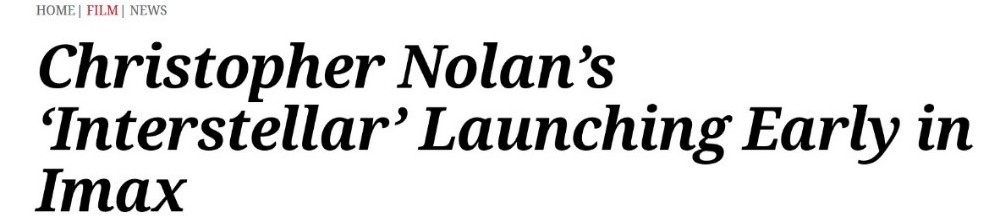 HOME | FILM | NEWS
Christopher Nolan’s
‘Interstellar’ Launching Early in
Imax